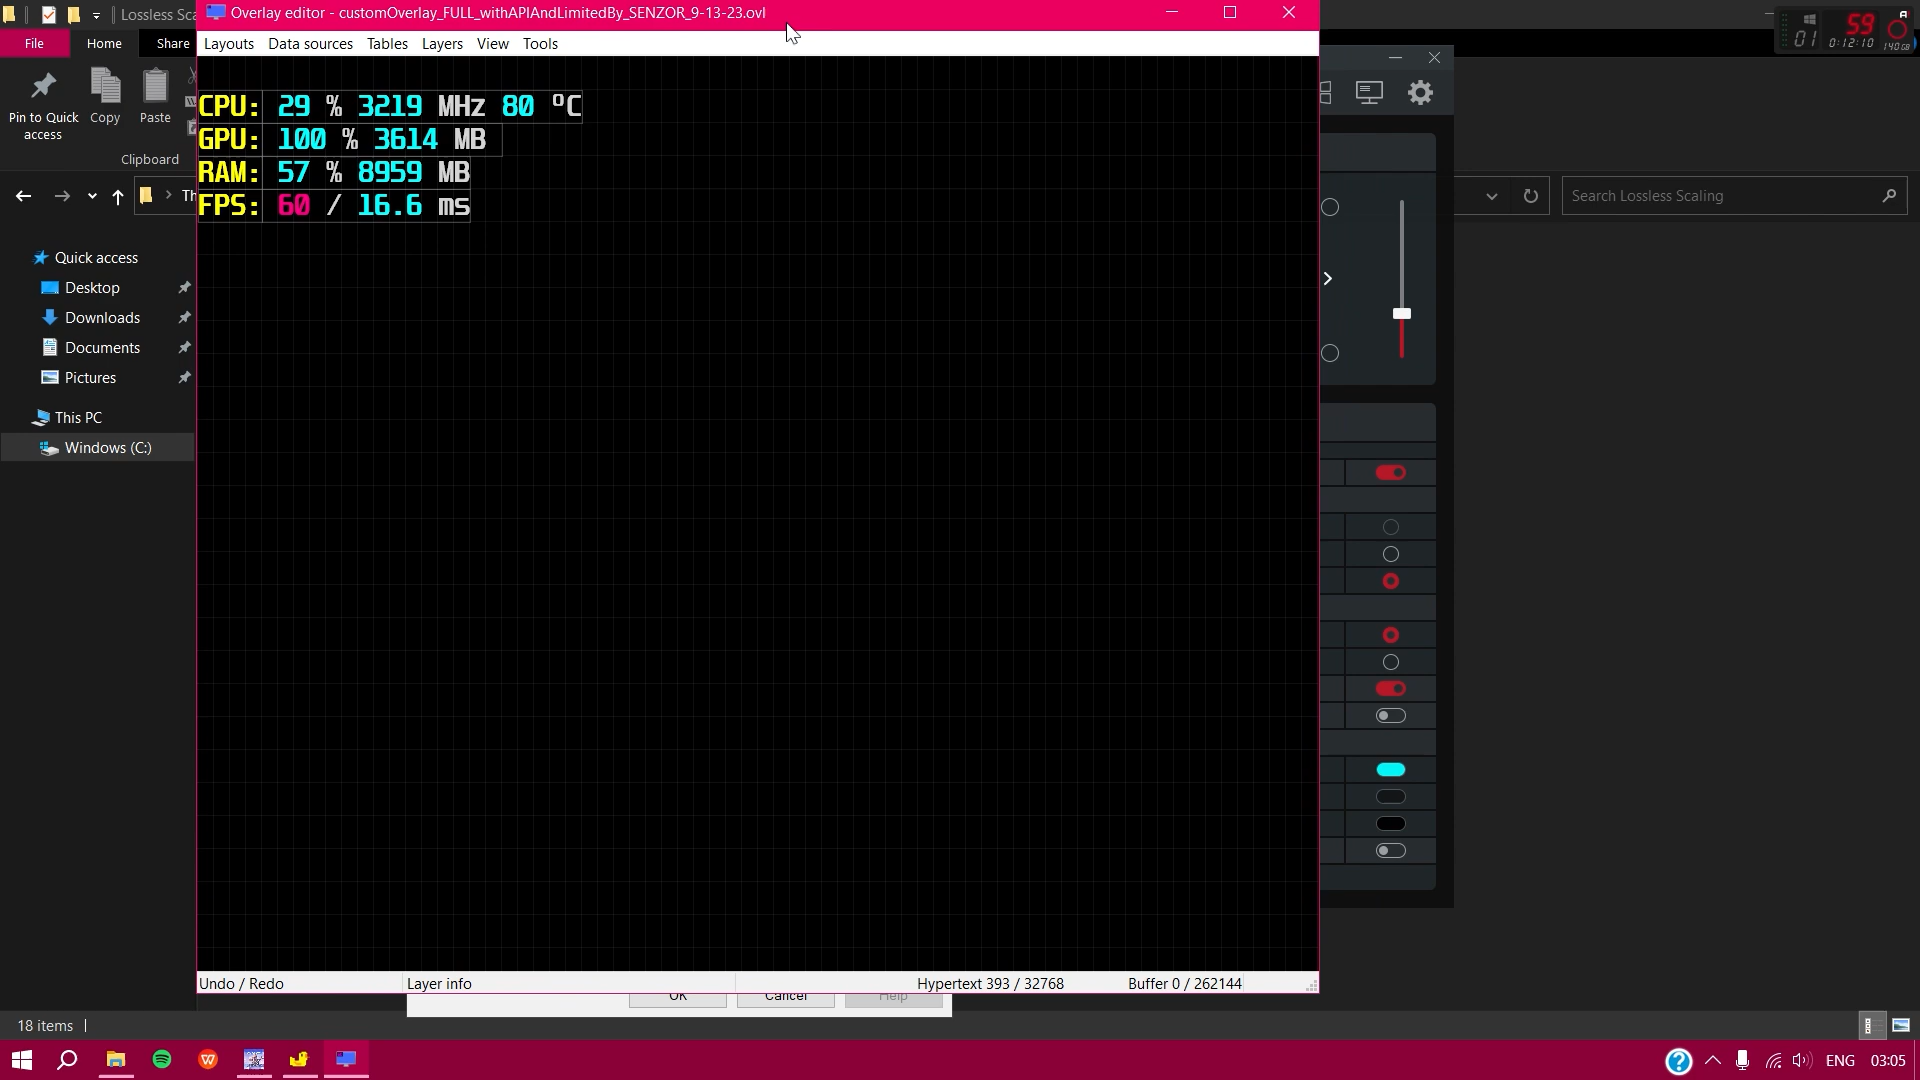 Lossless Sca
Overlay editor - customOverlay_FULL_withAPIAndLimitedBy_SENZOR_9-13-23.ovl
File
Home
Share
Layouts
Data sources
Tables
Layers
View
Tools
01
59
0:12:10
140GB
Pin to Quick
access
Copy
Paste
Clipboard
CPU: 29 % 3219 MHz 80 °C
GPU: 100 % 3614 MB
RAM: 57 % 8959 MB
FPS: 60 / 16.6 ms
Th
Search Lossless Scaling
Quick access
Desktop
Downloads
Documents
Pictures
This PC
Windows (C:)
Undo / Redo
Layer info
Hypertext 393 / 32768
Buffer 0 / 262144
OK
Cancel
Help
18 items
ENG
03:05